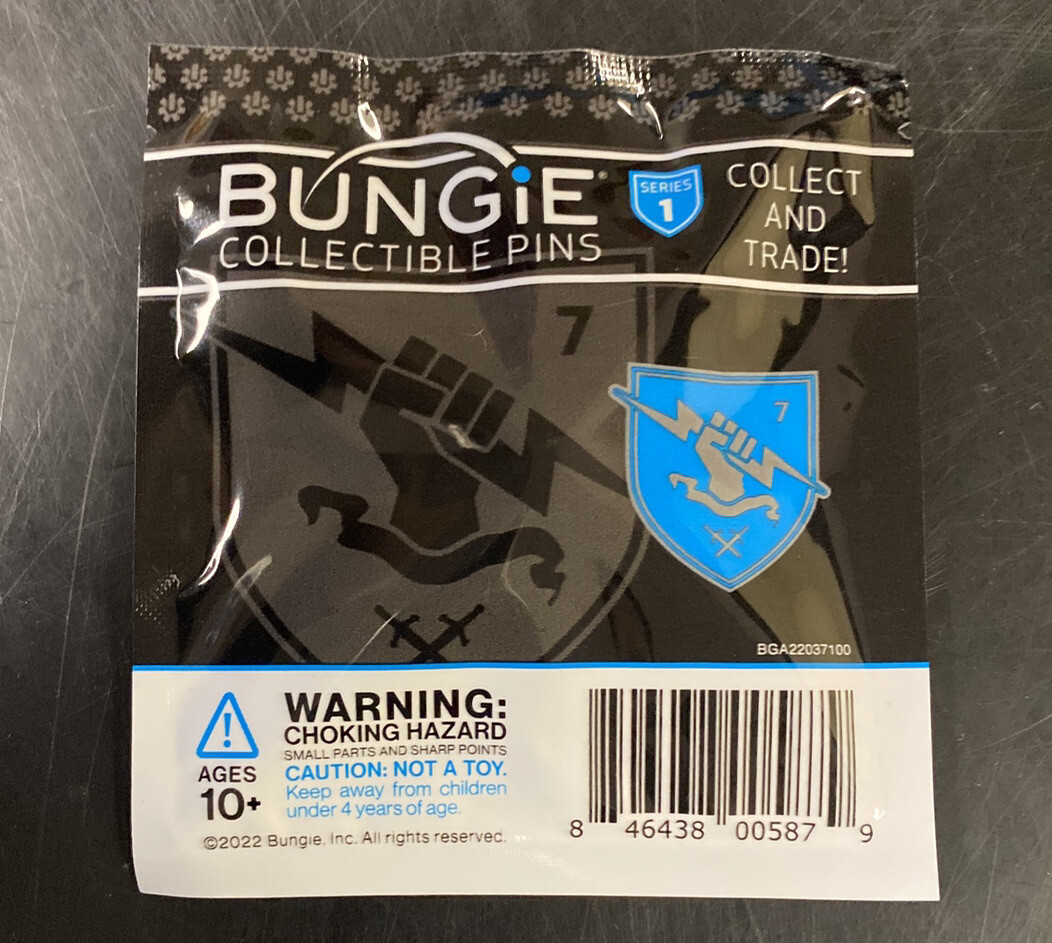 BUNGiE®
COLLECTIBLE PINS
SERIES
1
COLLECT
AND
TRADE!
7
7
BGA22037100
WARNING:
CHOKING HAZARD
SMALL PARTS AND SHARP POINTS
CAUTION: NOT A TOY.
Keep away from children
under 4 years of age.
AGES
10+
©2022 Bungie, Inc. All rights reserved.
8 46438 00587 9